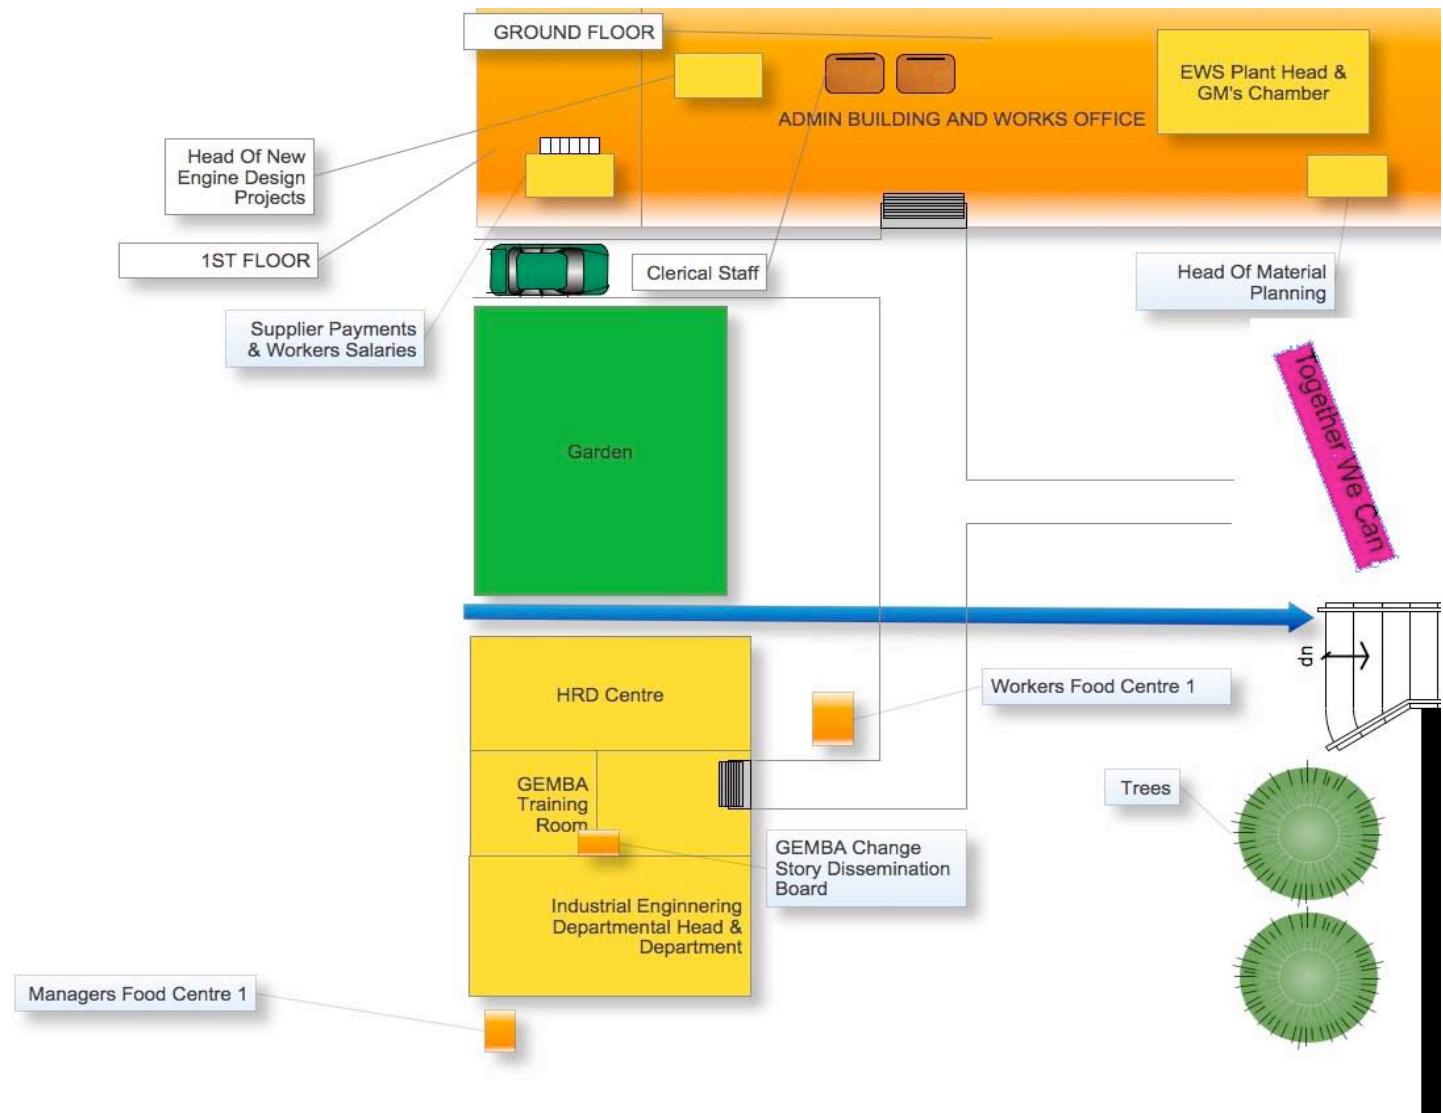 GROUND FLOOR
EWS Plant Head &
GM's Chamber
ADMIN BUILDING AND WORKS OFFICE
Head Of New
Engine Design
Projects
1ST FLOOR
Clerical Staff
Head Of Material
Planning
Supplier Payments
& Workers Salaries
Together We Can
Garden
dn
HRD Centre
Workers Food Centre 1
GEMBA
Training
Room
Trees
GEMBA Change
Story Dissemination
Board
Industrial Enginnering
Departmental Head &
Department
Managers Food Centre 1